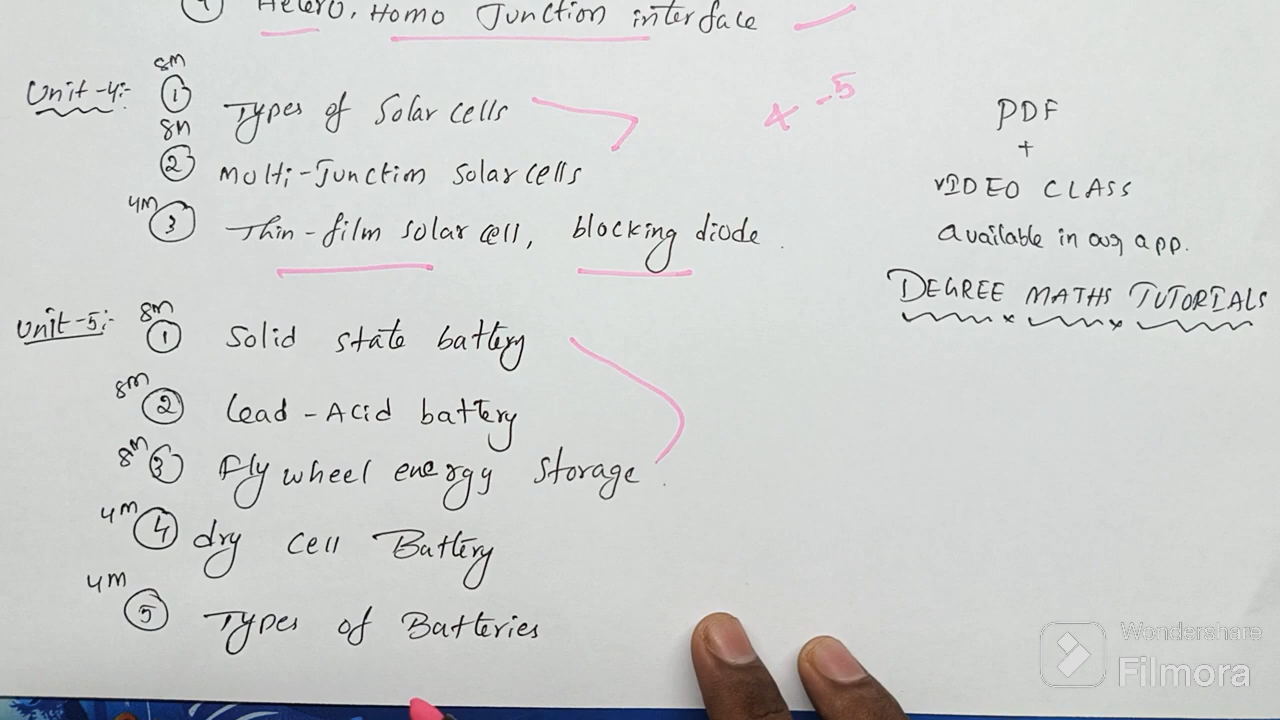 4 Hetero, Homo Junction interface
Unit-4:-
8M
1 Types of Solar cells
8M
2 Multi-Junction Solar cells
4M
3 Thin-film solar cell, blocking diode.
4-5
Unit-5:-
8M
1 Solid state battery
8M
2 Lead-Acid battery
8M
3 Fly wheel energy storage.
4M
4 dry cell Battery
4M
5 Types of Batteries
PDF
+
VIDEO CLASS
available in our app.
DEGREE MATHS TUTORIALS
Wondershare
Filmora